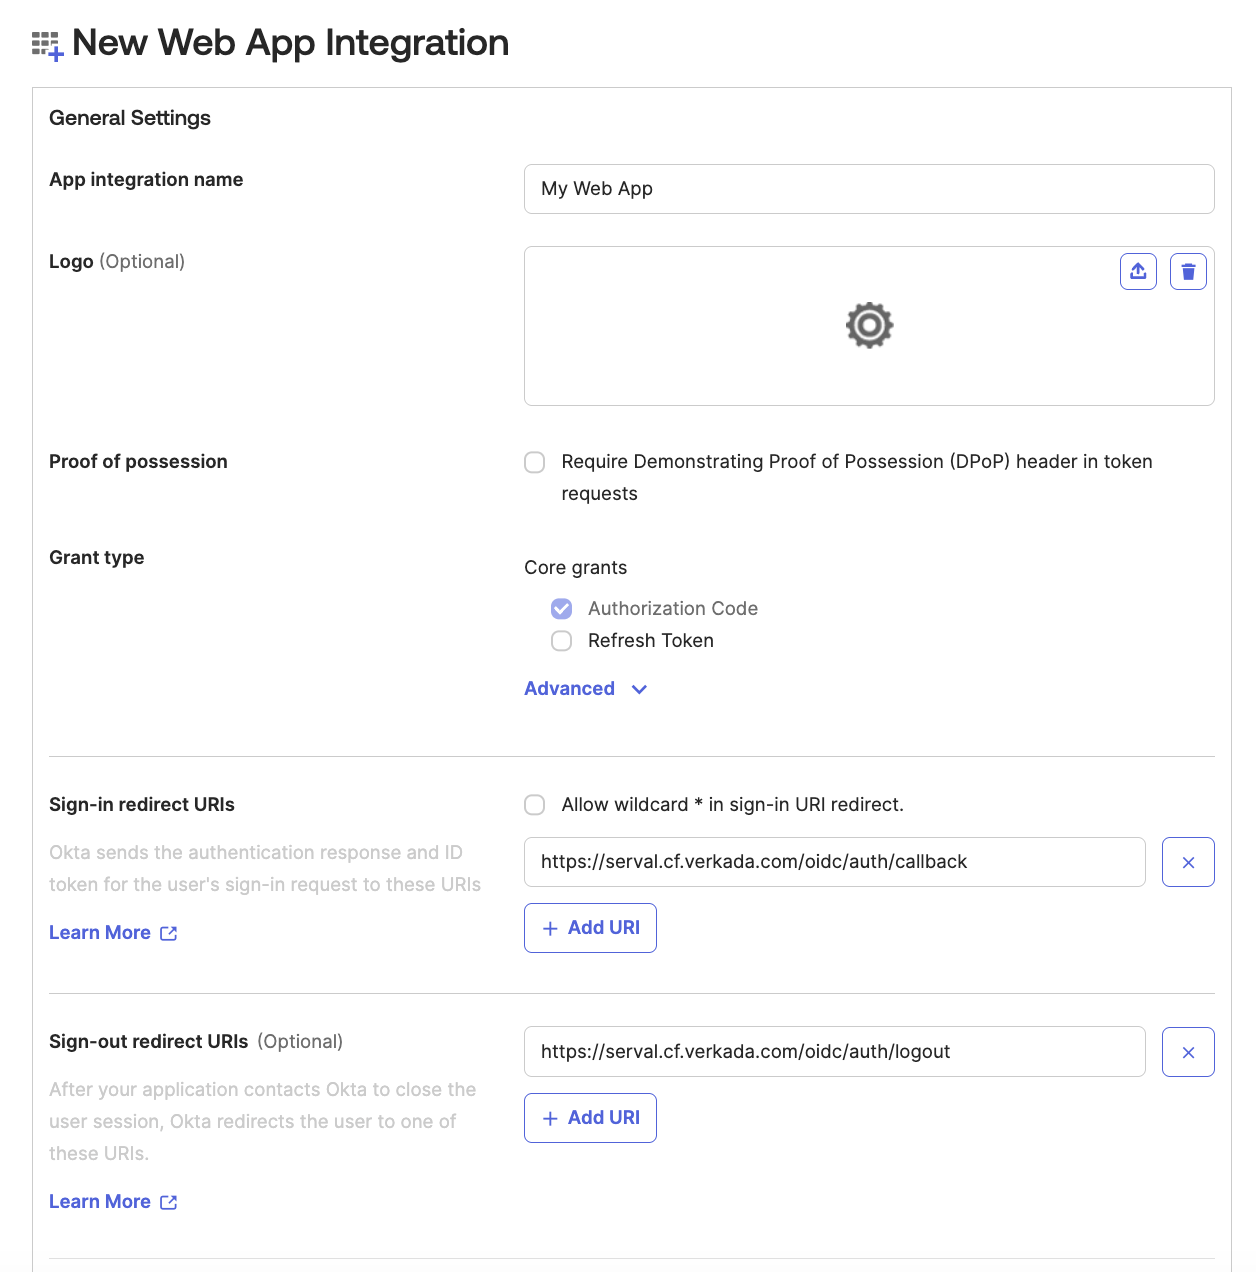 New Web App Integration
General Settings
App integration name
My Web App
Logo (Optional)
Proof of possession
Require Demonstrating Proof of Possession (DPoP) header in token
requests
Grant type
Core grants
Authorization Code
Refresh Token
Advanced
Sign-in redirect URIs
Allow wildcard * in sign-in URI redirect.
Okta sends the authentication response and ID
token for the user's sign-in request to these URIs
Learn More
https://serval.cf.verkada.com/oidc/auth/callback
+ Add URI
Sign-out redirect URIs (Optional)
After your application contacts Okta to close the
user session, Okta redirects the user to one of
these URIs.
Learn More
https://serval.cf.verkada.com/oidc/auth/logout
+ Add URI